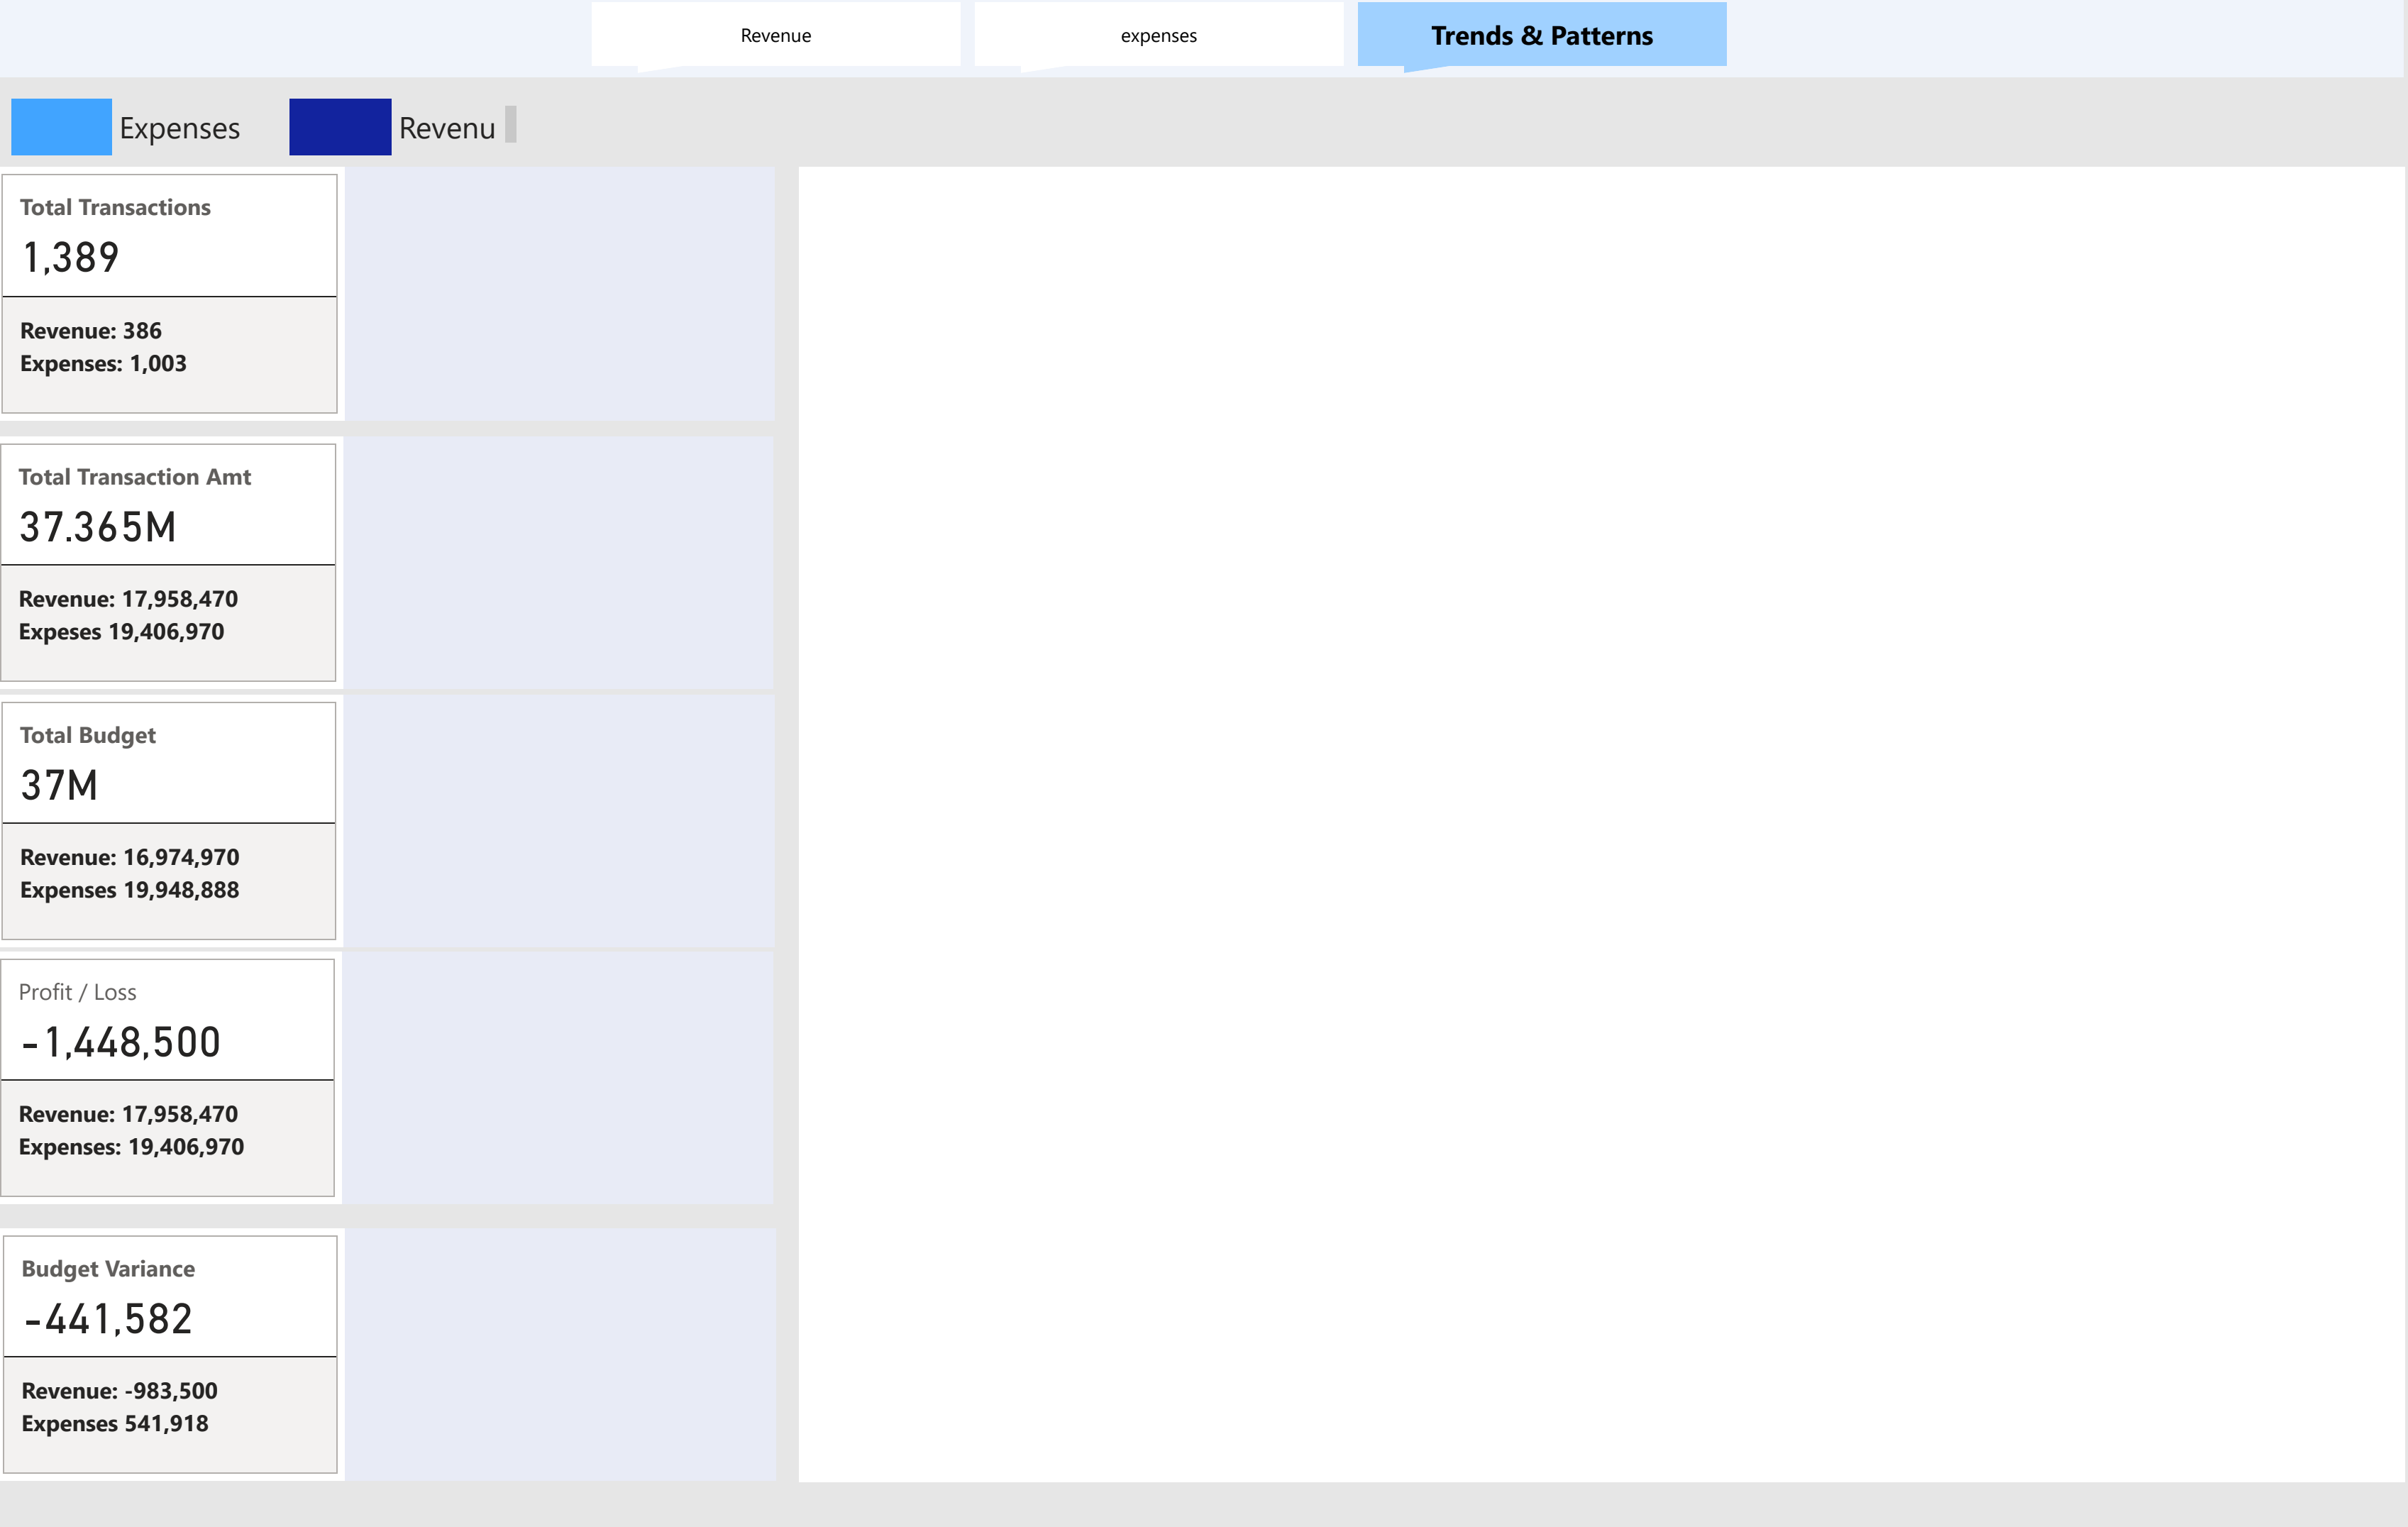 Revenue
expenses
Trends & Patterns
Expenses
Revenu
Total Transactions
1,389
Revenue: 386
Expenses: 1,003
Total Transaction Amt
37.365M
Revenue: 17,958,470
Expeses 19,406,970
Total Budget
37M
Revenue: 16,974,970
Expenses 19,948,888
Profit / Loss
-1,448,500
Revenue: 17,958,470
Expenses: 19,406,970
Budget Variance
-441,582
Revenue: -983,500
Expenses 541,918